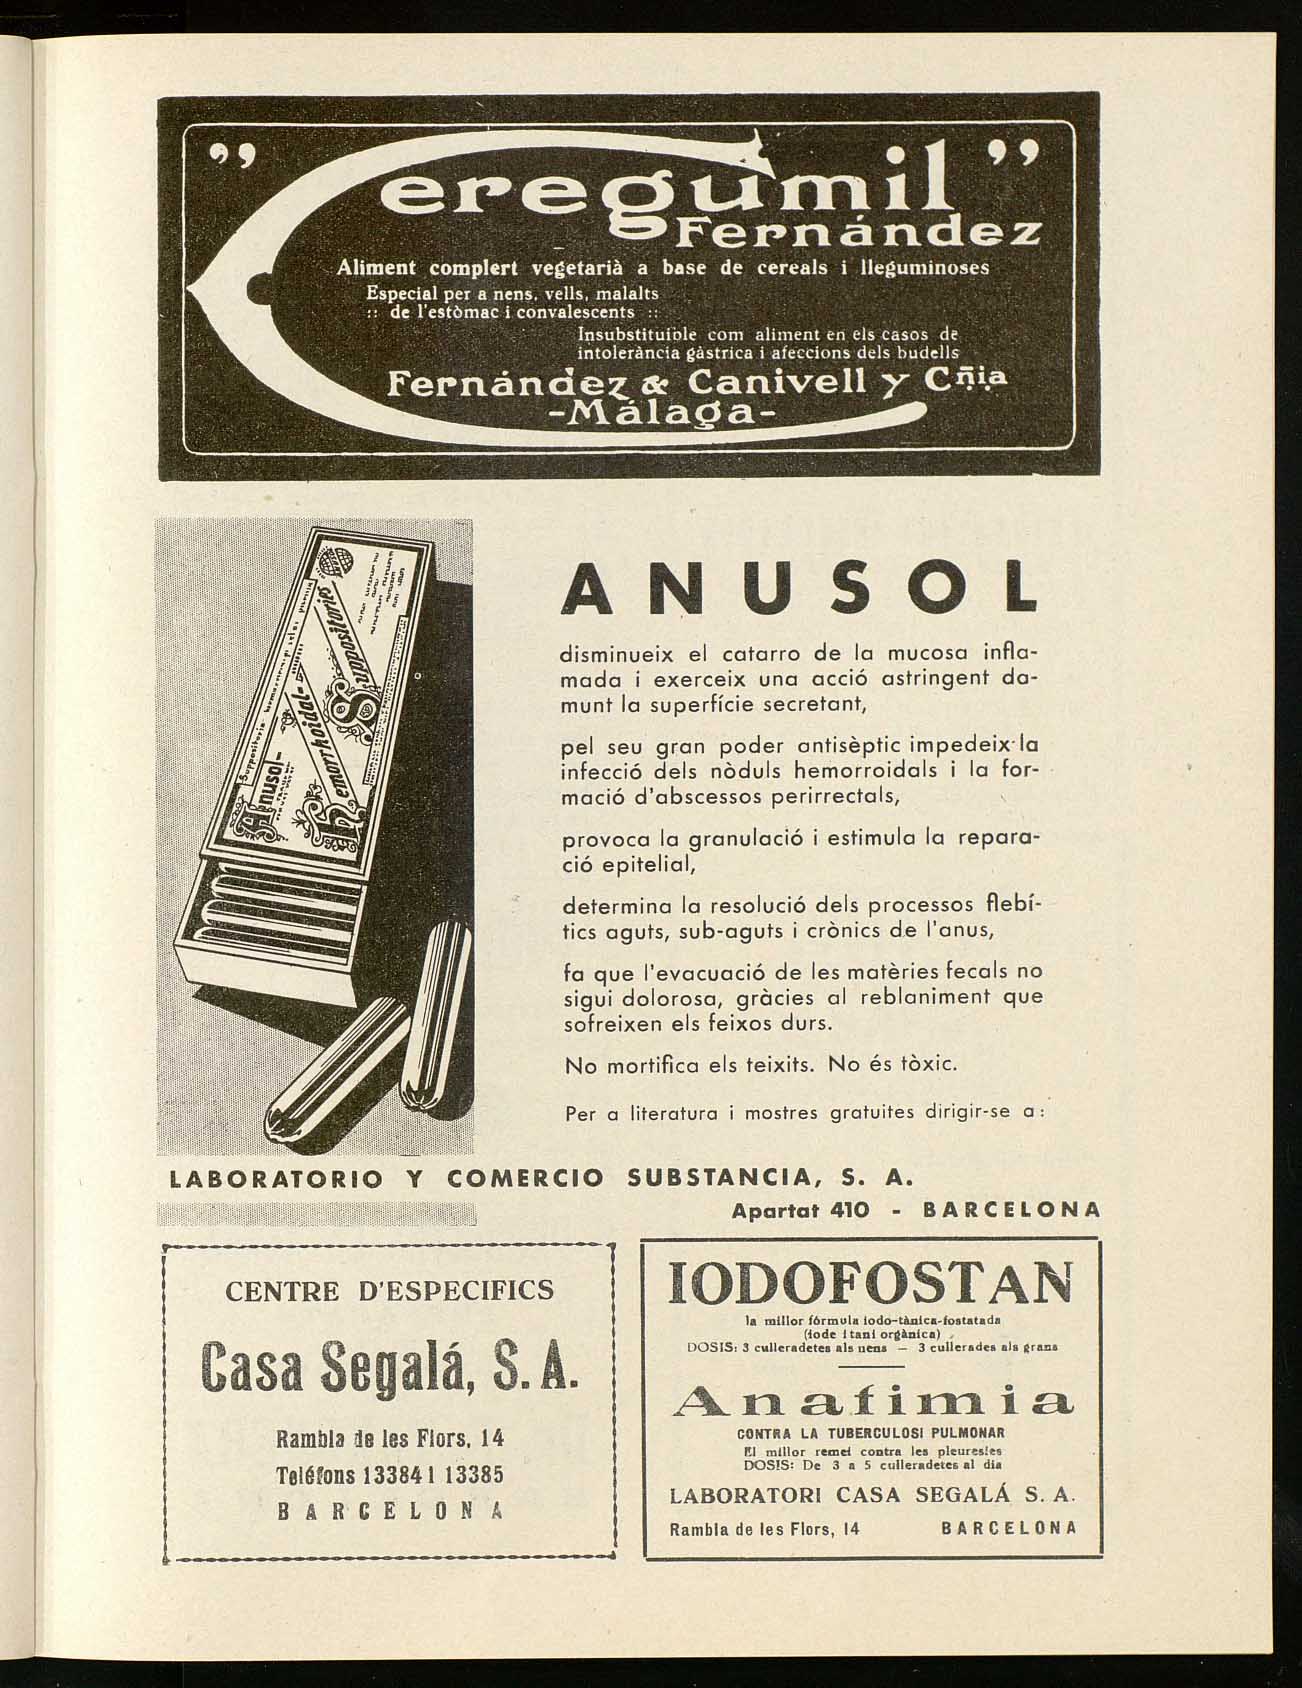 "Ceregumil"
Fernández
Aliment complert vegetarià a base de cereals i lleguminoses
Especial per a nens, vells, malalts
:: de l'estòmac i convalescents ::
Insubstituible com aliment en els casos de
intolerància gàstrica i afeccions dels budells
Fernández & Canivell y Cñia
-Málaga-
Anusol-
Hemorrhoidal-
Suppositories
ANUSOL
disminueix el catarro de la mucosa infla-
mada i exerceix una acció astringent da-
munt la superfície secretant,
pel seu gran poder antisèptic impedeix la
infecció dels nòduls hemorroidals i la for-
mació d'abscessos perirrectals,
provoca la granulació i estimula la repara-
ció epitelial,
determina la resolució dels processos flebí-
tics aguts, sub-aguts i crònics de l'anus,
fa que l'evacuació de les matèries fecals no
sigui dolorosa, gràcies al reblaniment que
sofreixen els feixos durs.
No mortifica els teixits. No és tòxic.
Per a literatura i mostres gratuites dirigir-se a:
LABORATORIO Y COMERCIO SUBSTANCIA, S. A.
Apartat 410 - BARCELONA
CENTRE D'ESPECIFICS
Casa Segalá, S. A.
Rambla de les Flors, 14
Telèfons 13384 i 13385
BARCELONA
IODOFOSTAN
la millor fórmula iodo-tànica-fostatada
(iode i tani orgànica)
DOSIS: 3 culleradetes als nens — 3 cullerades als grans
Anafimia
CONTRA LA TUBERCULOSI PULMONAR
El millor remei contra les pleuresies
DOSIS: De 3 a 5 culleradetes al dia
LABORATORI CASA SEGALÁ S. A.
Rambla de les Flors, 14 BARCELONA